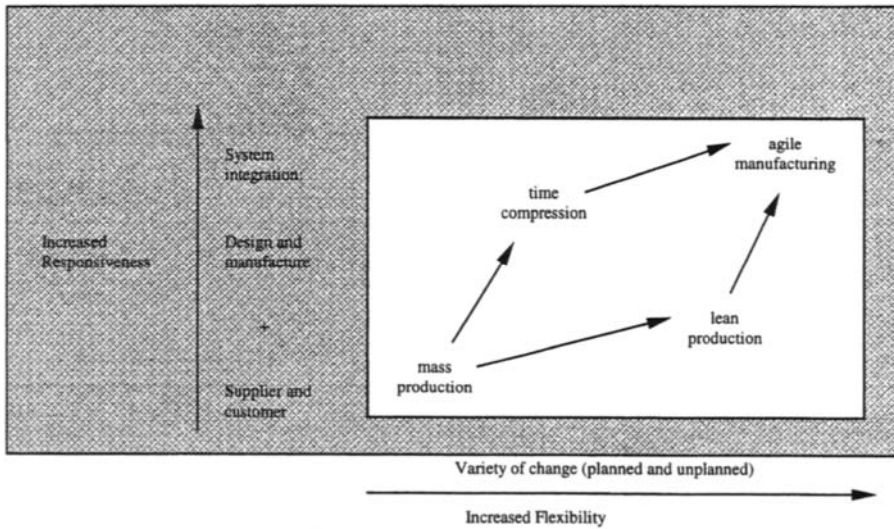 System
integration:
agile
manufacturing
time
compression
Increased
Responsiveness
Design and
manufacture
+
lean
production
mass
production
Supplier and
customer
Variety of change (planned and unplanned)
Increased Flexibility